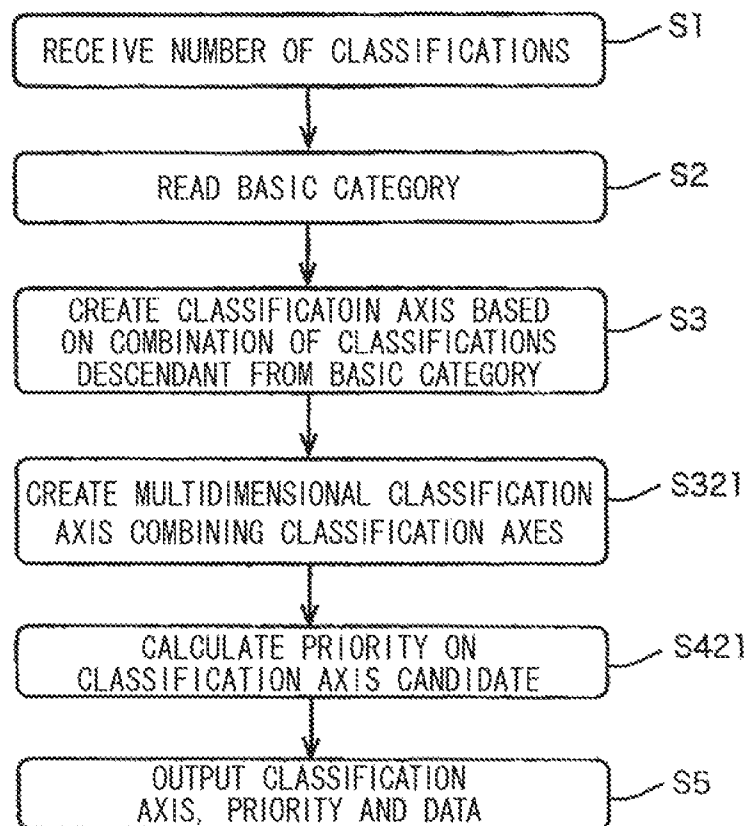 RECEIVE NUMBER OF CLASSIFICATIONS
S1
READ BASIC CATEGORY
S2
CREATE CLASSIFICATOIN AXIS BASED
ON COMBINATION OF CLASSIFICATIONS
DESCENDANT FROM BASIC CATEGORY
S3
CREATE MULTIDIMENSIONAL CLASSIFICATION
AXIS COMBINING CLASSIFICATION AXES
S321
CALCULATE PRIORITY ON
CLASSIFICATION AXIS CANDIDATE
S421
OUTPUT CLASSIFICATION
AXIS, PRIORITY AND DATA
S5